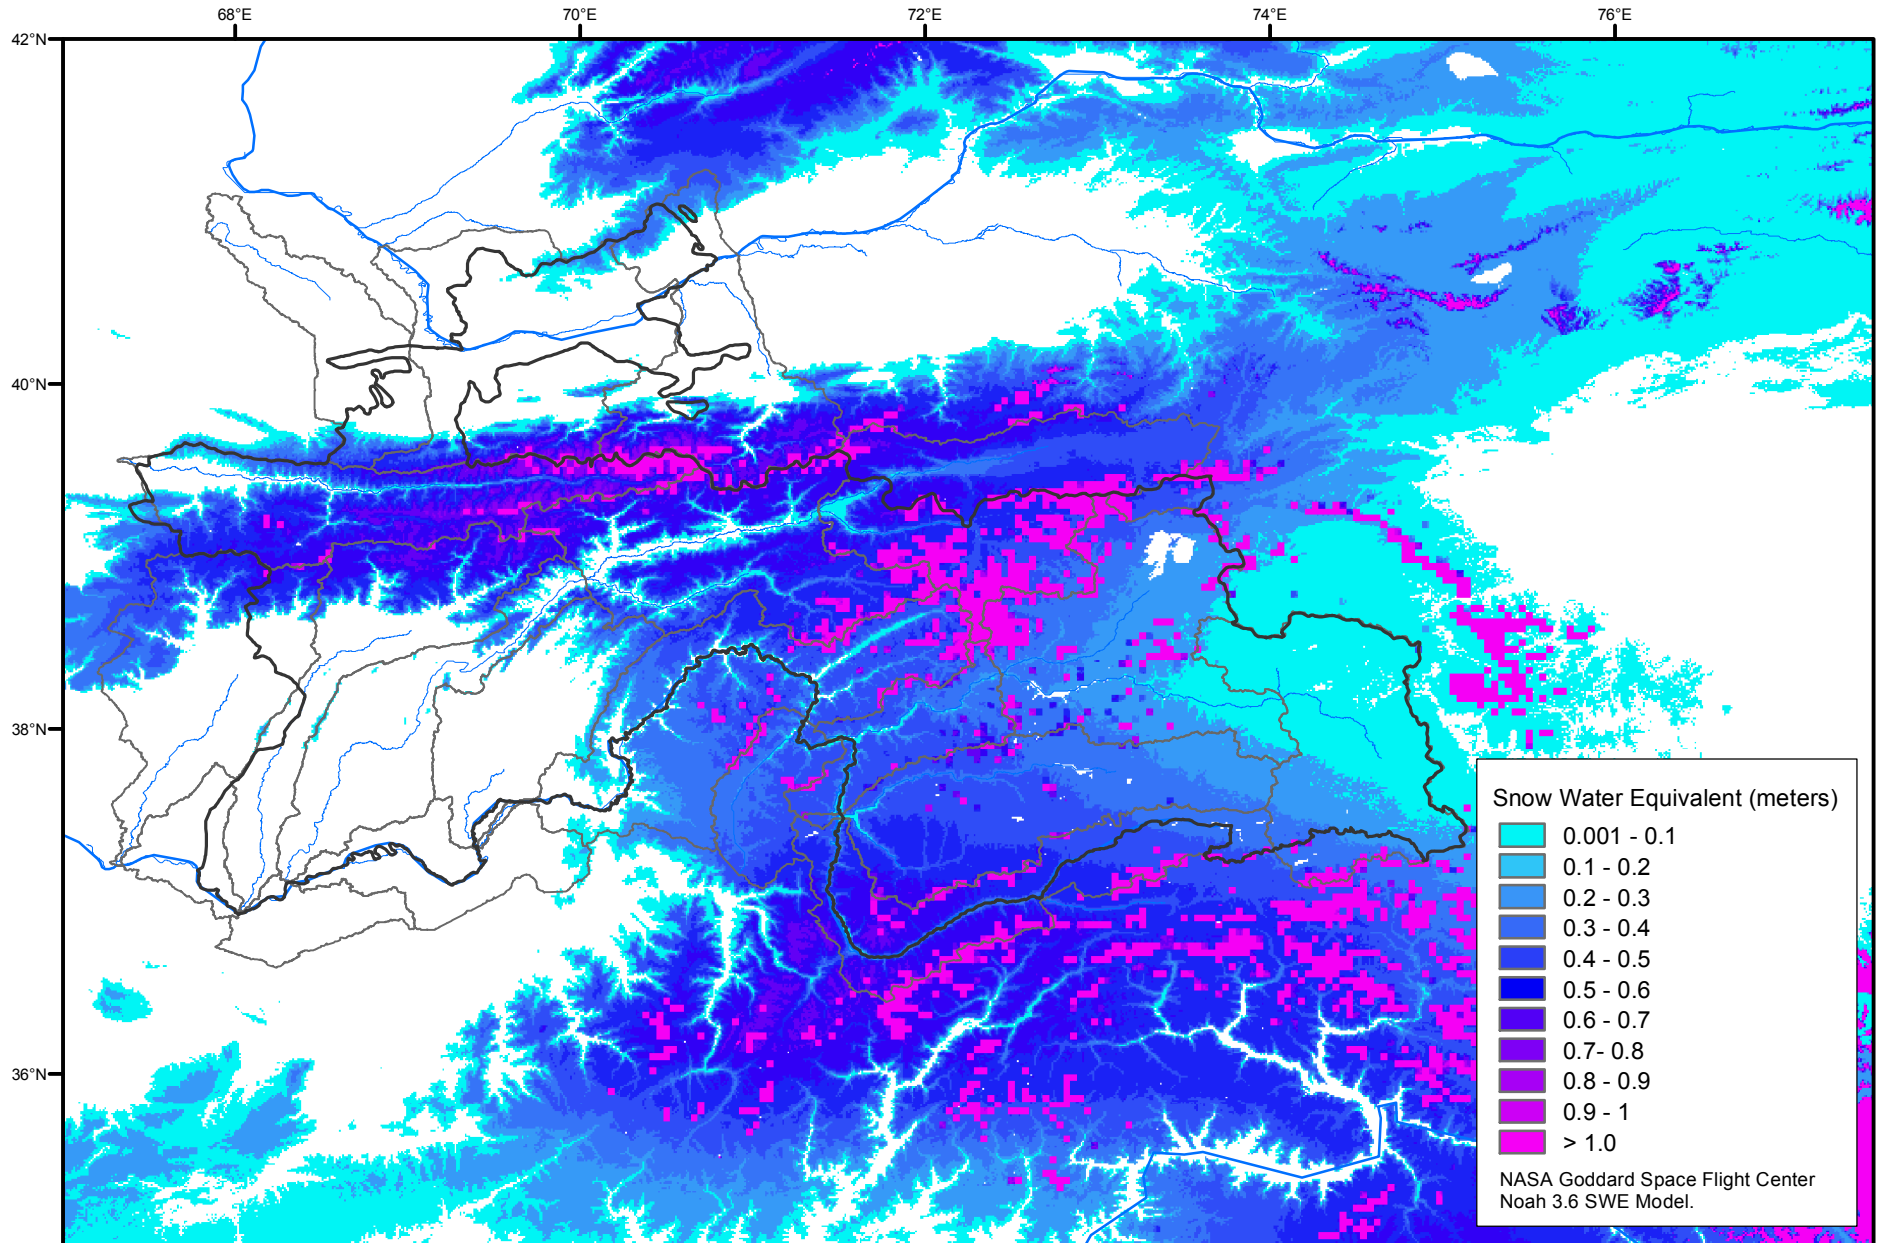 68°E 70°E 72°E 74°E 76°E
42°N
40°N
38°N
36°N
Snow Water Equivalent (meters)
0.001 - 0.1
0.1 - 0.2
0.2 - 0.3
0.3 - 0.4
0.4 - 0.5
0.5 - 0.6
0.6 - 0.7
0.7- 0.8
0.8 - 0.9
0.9 - 1
> 1.0
NASA Goddard Space Flight Center
Noah 3.6 SWE Model.